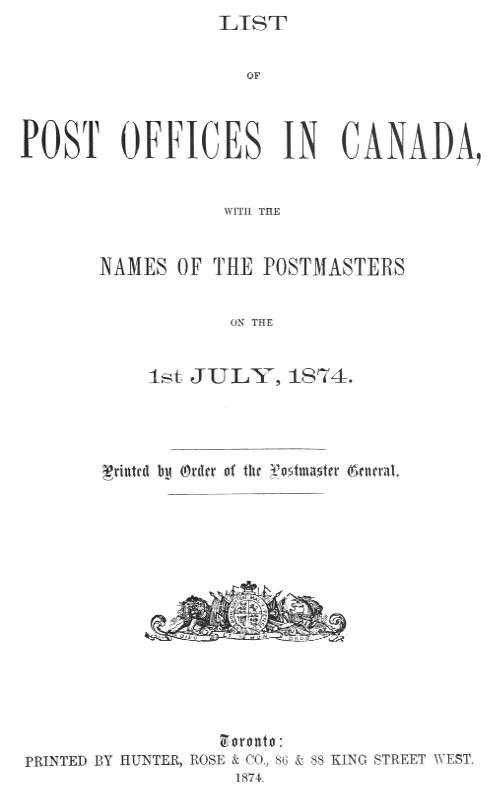 LIST
OF
POST OFFICES IN CANADA,
WITH THE
NAMES OF THE POSTMASTERS
ON THE
1st JULY, 1874.
Printed by Order of the Postmaster General.
Toronto:
PRINTED BY HUNTER, ROSE & CO., 86 & 88 KING STREET WEST.
1874.